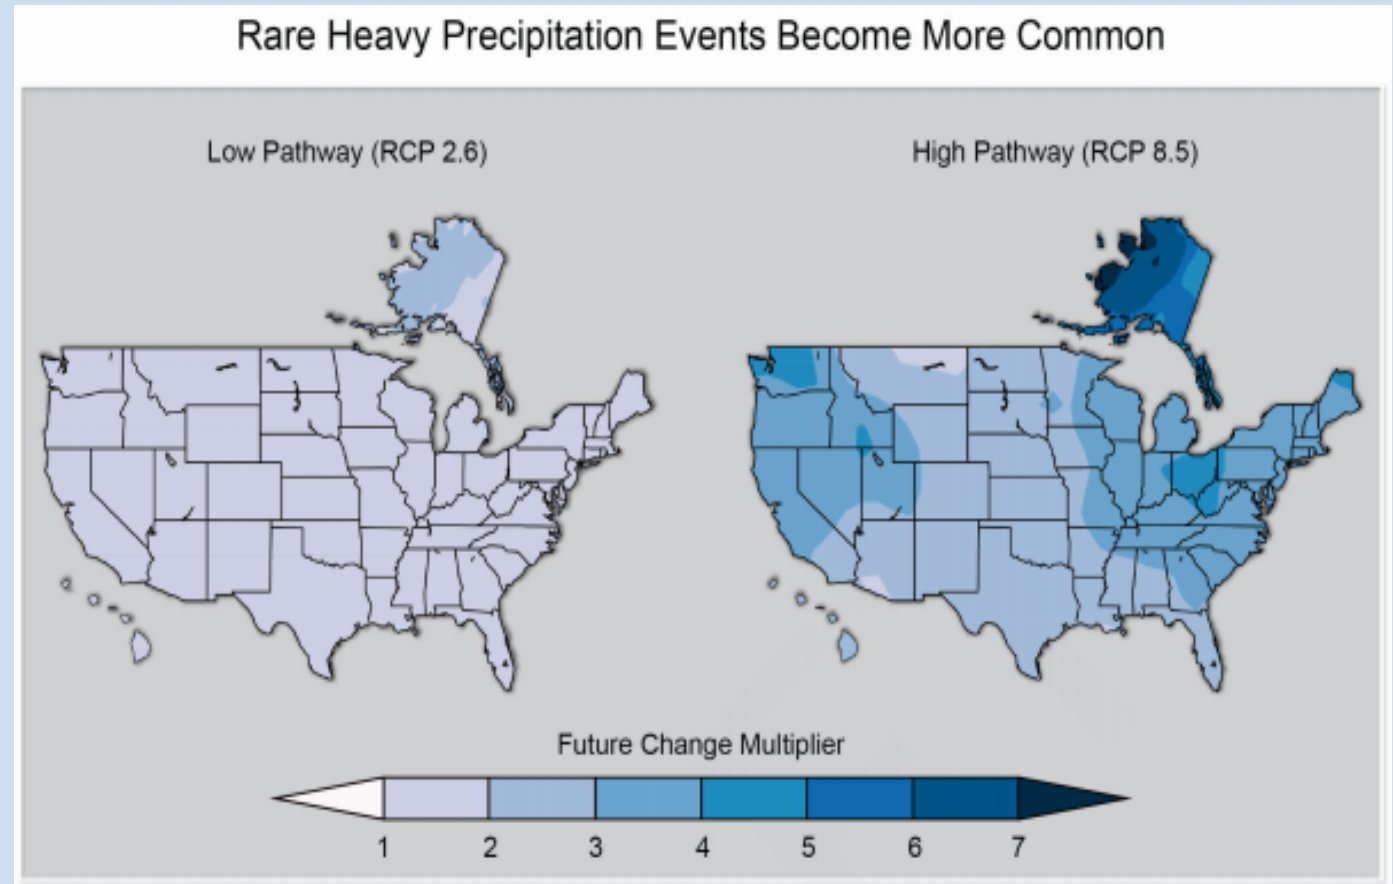 Rare Heavy Precipitation Events Become More Common
Low Pathway (RCP 2.6)
High Pathway (RCP 8.5)
Future Change Multiplier
1 2 3 4 5 6 7